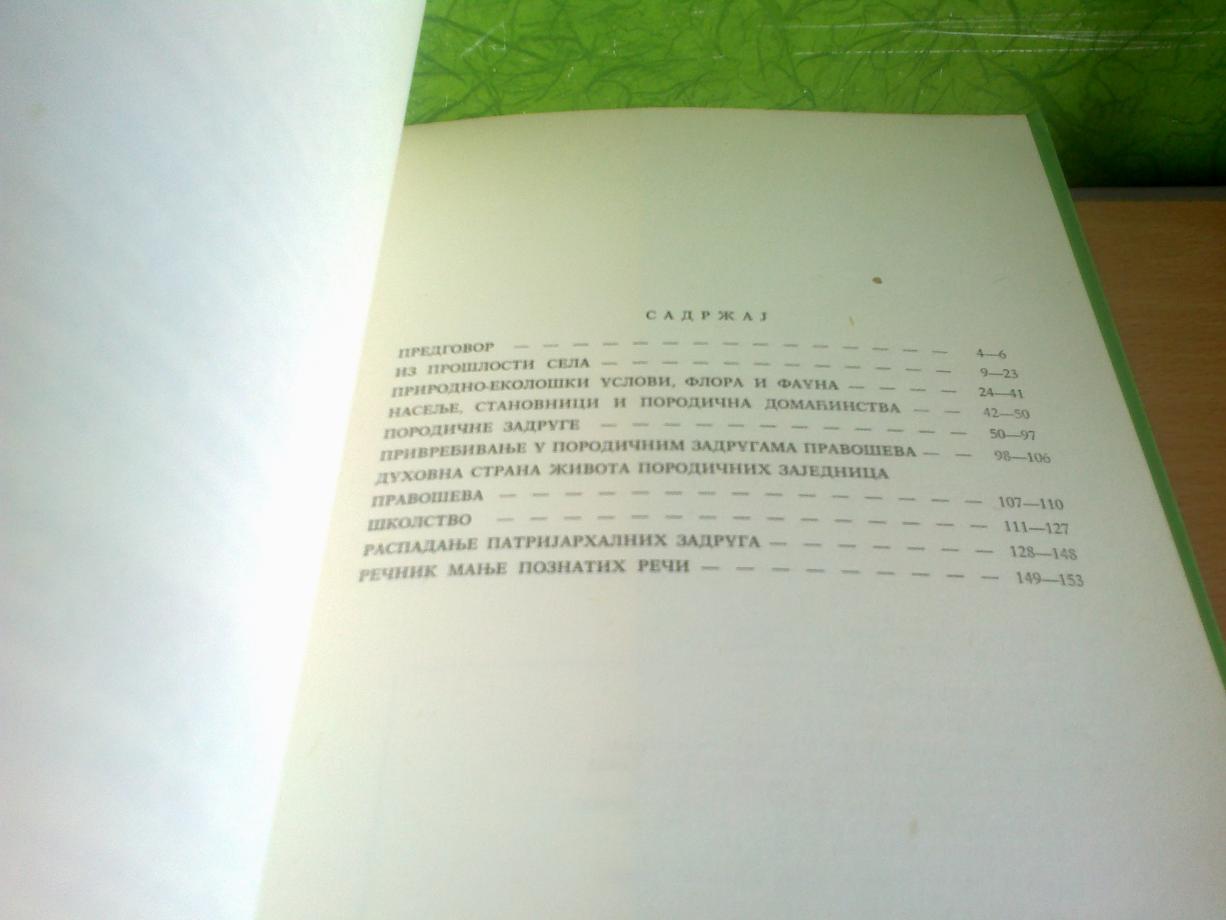 САДРЖАЈ
ПРЕДГОВОР — — — — — — — — — — — — — — — 4—6
ИЗ ПРОШЛОСТИ СЕЛА — — — — — — — — — — — — 9—23
ПРИРОДНО-ЕКОЛОШКИ УСЛОВИ, ФЛОРА И ФАУНА — — — — 24—41
НАСЕЉЕ, СТАНОВНИЦИ И ПОРОДИЧНА ДОМАЋИНСТВА — — 42—50
ПОРОДИЧНЕ ЗАДРУГЕ — — — — — — — — — — — — — 50—97
ПРИВРЕЂИВАЊЕ У ПОРОДИЧНИМ ЗАДРУГАМА ПРАВОШЕВА — — 98—106
ДУХОВНА СТРАНА ЖИВОТА ПОРОДИЧНИХ ЗАЈЕДНИЦА
ПРАВОШЕВА — — — — — — — — — — — — — — — — — 107—110
ШКОЛСТВО — — — — — — — — — — — — — — — — — 111—127
РАСПАДАЊЕ ПАТРИЈАРХАЛНИХ ЗАДРУГА — — — — — — — 128—148
РЕЧНИК МАЊЕ ПОЗНАТИХ РЕЧИ — — — — — — — — — 149—153